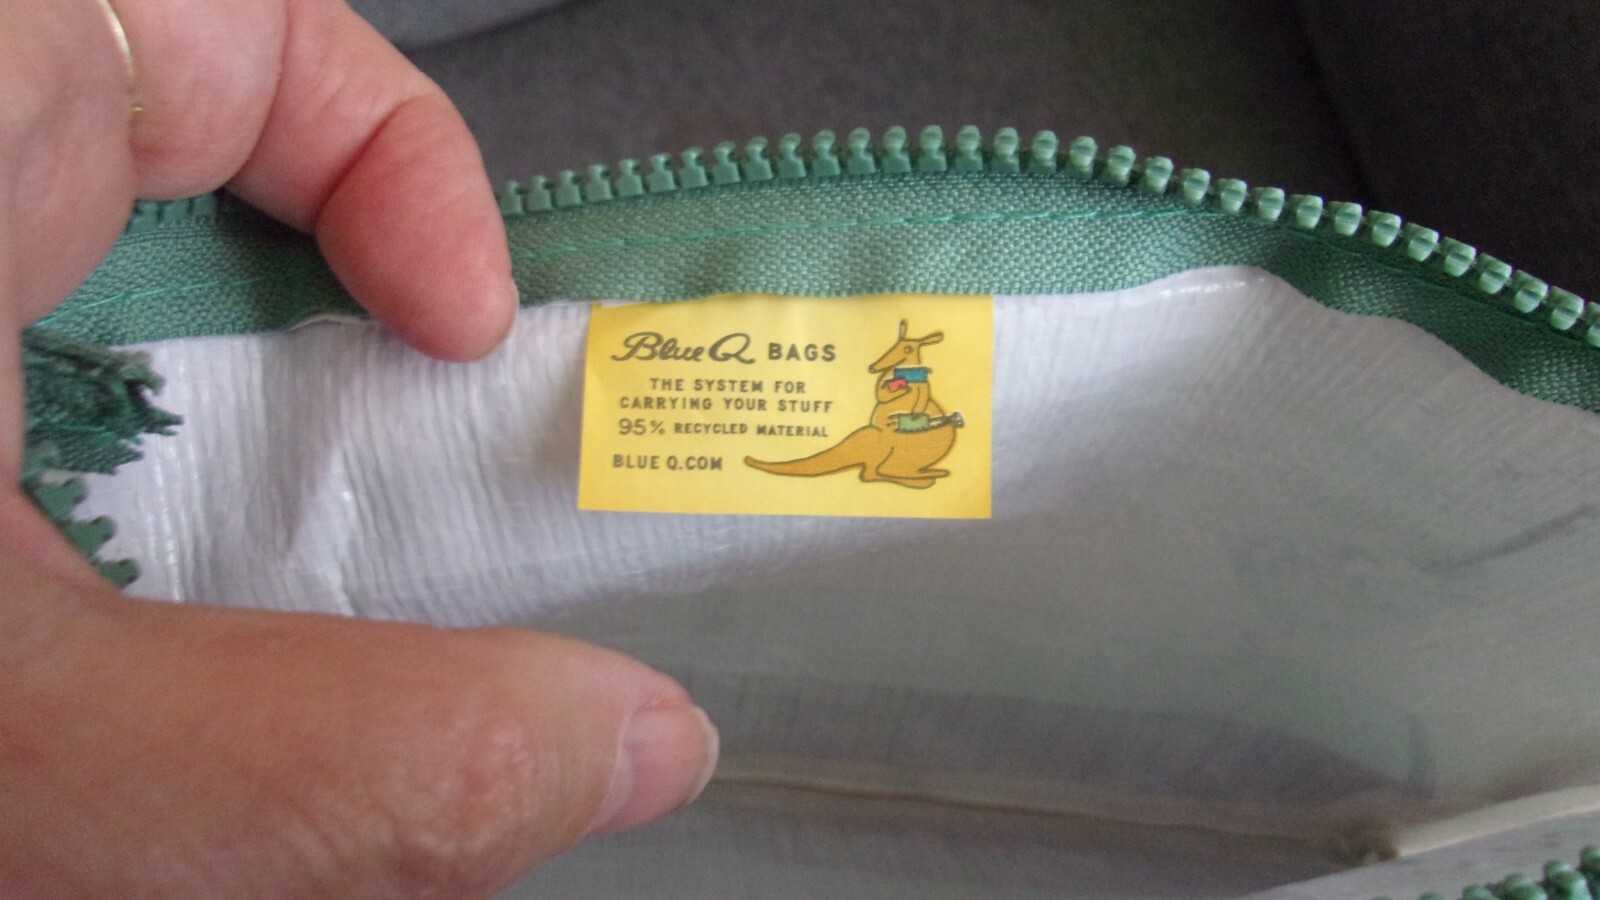 Blue Q BAGS
THE SYSTEM FOR
CARRYING YOUR STUFF
95% RECYCLED MATERIAL
BLUE Q.COM